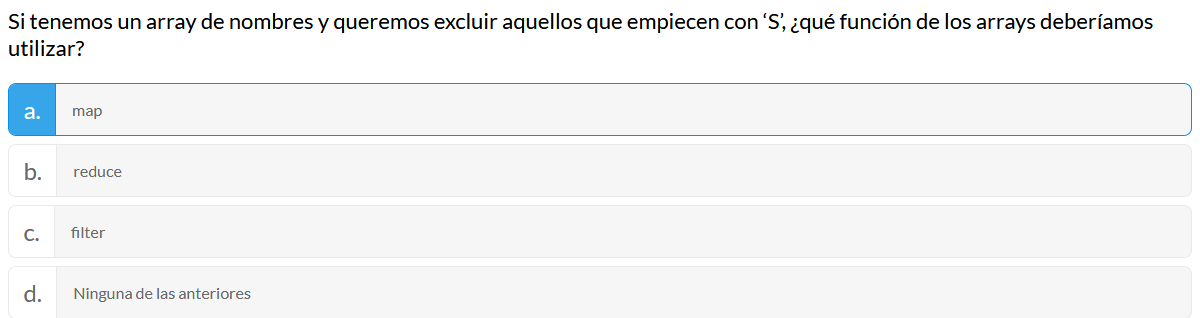 Si tenemos un array de nombres y queremos excluir aquellos que empiecen con ‘S’, ¿qué función de los arrays deberíamos
utilizar?
a. map
b. reduce
c. filter
d. Ninguna de las anteriores